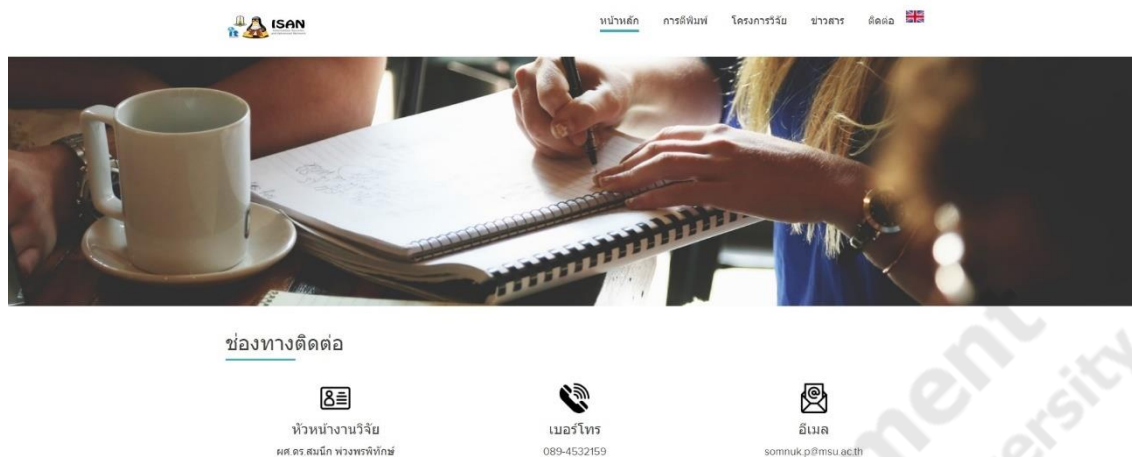 ISAN
หน้าหลัก การตีพิมพ์ โครงการวิจัย ข่าวสาร ติดต่อ
ช่องทางติดต่อ
หัวหน้างานวิจัย เบอร์โทร อีเมล
ผศ.ดร.สมนึก พ่วงพรพิทักษ์ 089-4532159 somnuk.p@msu.ac.th